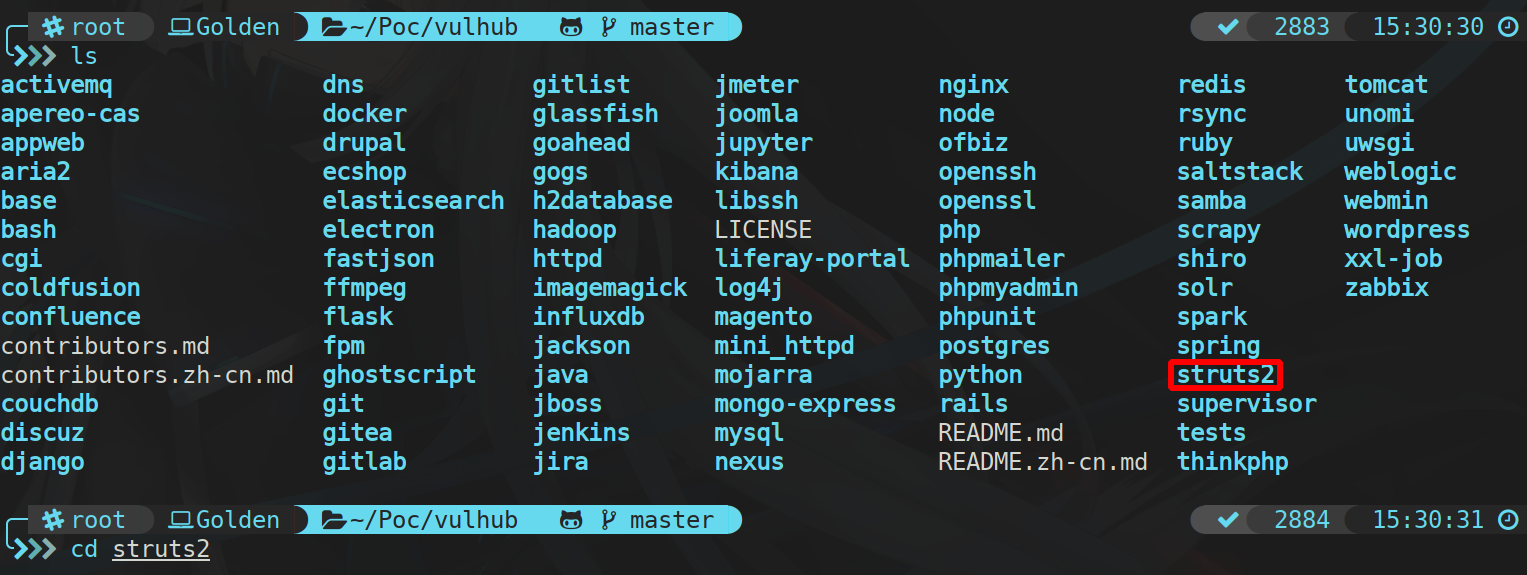 root Golden ~/Poc/vulhub master 2883 15:30:30
ls
activemq dns gitlist jmeter nginx redis tomcat
apereo-cas docker glassfish joomla node rsync unomi
appweb drupal goahead jupyter ofbiz ruby uwsgi
aria2 ecshop gogs kibana openssh saltstack weblogic
base elasticsearch h2database libssh openssl samba webmin
bash electron hadoop LICENSE php scrapy wordpress
cgi fastjson httpd liferay-portal phpmailer shiro xxl-job
coldfusion ffmpeg imagemagick log4j phpmyadmin solr zabbix
confluence flask influxdb magento phpunit spark
contributors.md fpm jackson mini_httpd postgres spring
contributors.zh-cn.md ghostscript java mojarra python struts2
couchdb git jboss mongo-express rails supervisor
discuz gitea jenkins mysql README.md tests
django gitlab jira nexus README.zh-cn.md thinkphp
root Golden ~/Poc/vulhub master 2884 15:30:31
cd struts2